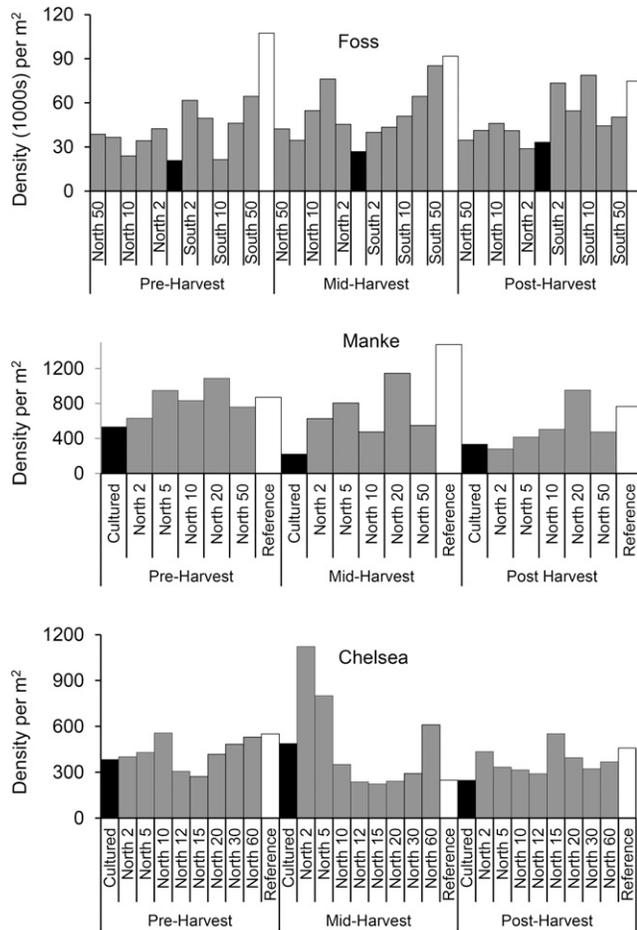 Foss
Density (1000s) per m²
120
90
60
30
0
North 50
North 10
North 2
South 2
South 10
South 50
North 50
North 10
North 2
South 2
South 10
South 50
North 50
North 10
North 2
South 2
South 10
South 50
Pre-Harvest
Mid-Harvest
Post-Harvest
Manke
Density per m²
1200
800
400
0
Cultured
North 2
North 5
North 10
North 20
North 50
Reference
Cultured
North 2
North 5
North 10
North 20
North 50
Reference
Cultured
North 2
North 5
North 10
North 20
North 50
Reference
Pre-Harvest
Mid-Harvest
Post Harvest
Chelsea
Density per m²
1200
900
600
300
0
Cultured
North 2
North 5
North 10
North 12
North 15
North 20
North 30
North 60
Reference
Cultured
North 2
North 5
North 10
North 12
North 15
North 20
North 30
North 60
Reference
Cultured
North 2
North 5
North 10
North 12
North 15
North 20
North 30
North 60
Reference
Pre-Harvest
Mid-Harvest
Post-Harvest